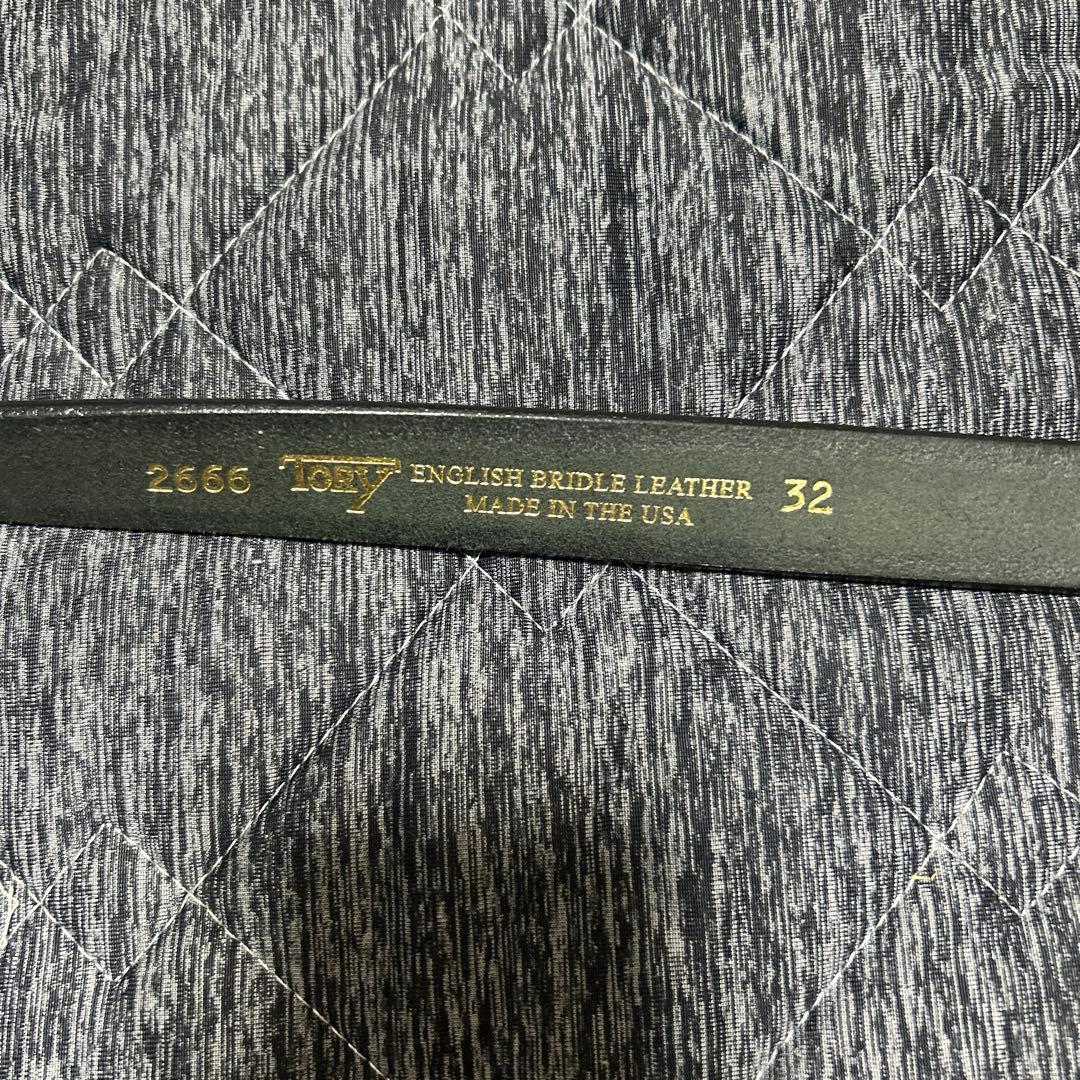 2666 TORY ENGLISH BRIDLE LEATHER 32
MADE IN THE USA